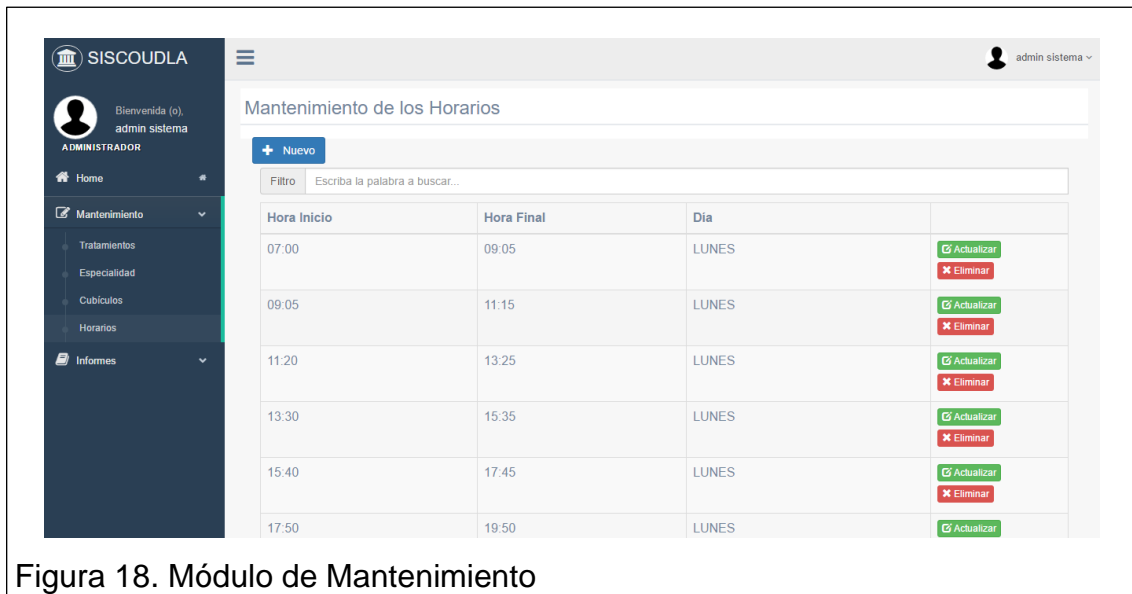 SISCOUDLA
admin sistema
Bienvenida (o),
admin sistema
ADMINISTRADOR
Home
Mantenimiento
Tratamientos
Especialidad
Cubículos
Horarios
Informes
Mantenimiento de los Horarios
Nuevo
Filtro Escriba la palabra a buscar...
Hora Inicio Hora Final Dia
07:00 09:05 LUNES Actualizar
Eliminar
09:05 11:15 LUNES Actualizar
Eliminar
11:20 13:25 LUNES Actualizar
Eliminar
13:30 15:35 LUNES Actualizar
Eliminar
15:40 17:45 LUNES Actualizar
Eliminar
17:50 19:50 LUNES Actualizar
Figura 18. Módulo de Mantenimiento